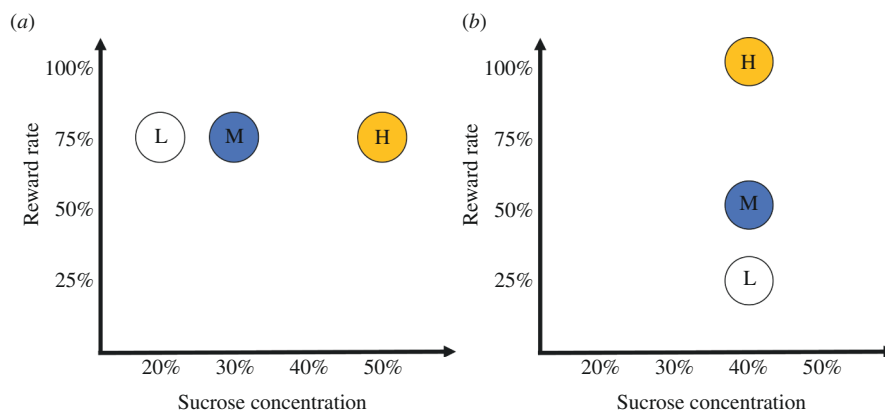 (a)
Reward rate
100%
75%
50%
25%
L
M
H
20%
30%
40%
50%
Sucrose concentration
(b)
Reward rate
100%
75%
50%
25%
H
M
L
20%
30%
40%
50%
Sucrose concentration